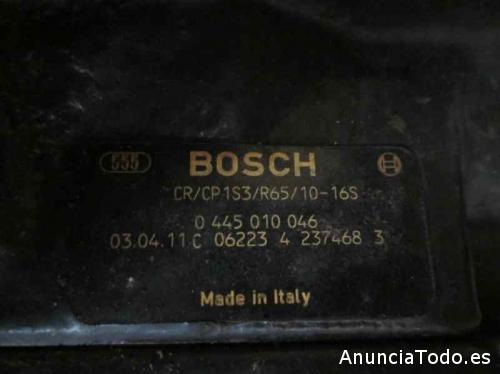 555 BOSCH
CR/CP1S3/R65/10-16S
0 445 010 046
03.04.11 C 06223 4 237468 3
Made in Italy
AnunciaTodo.es